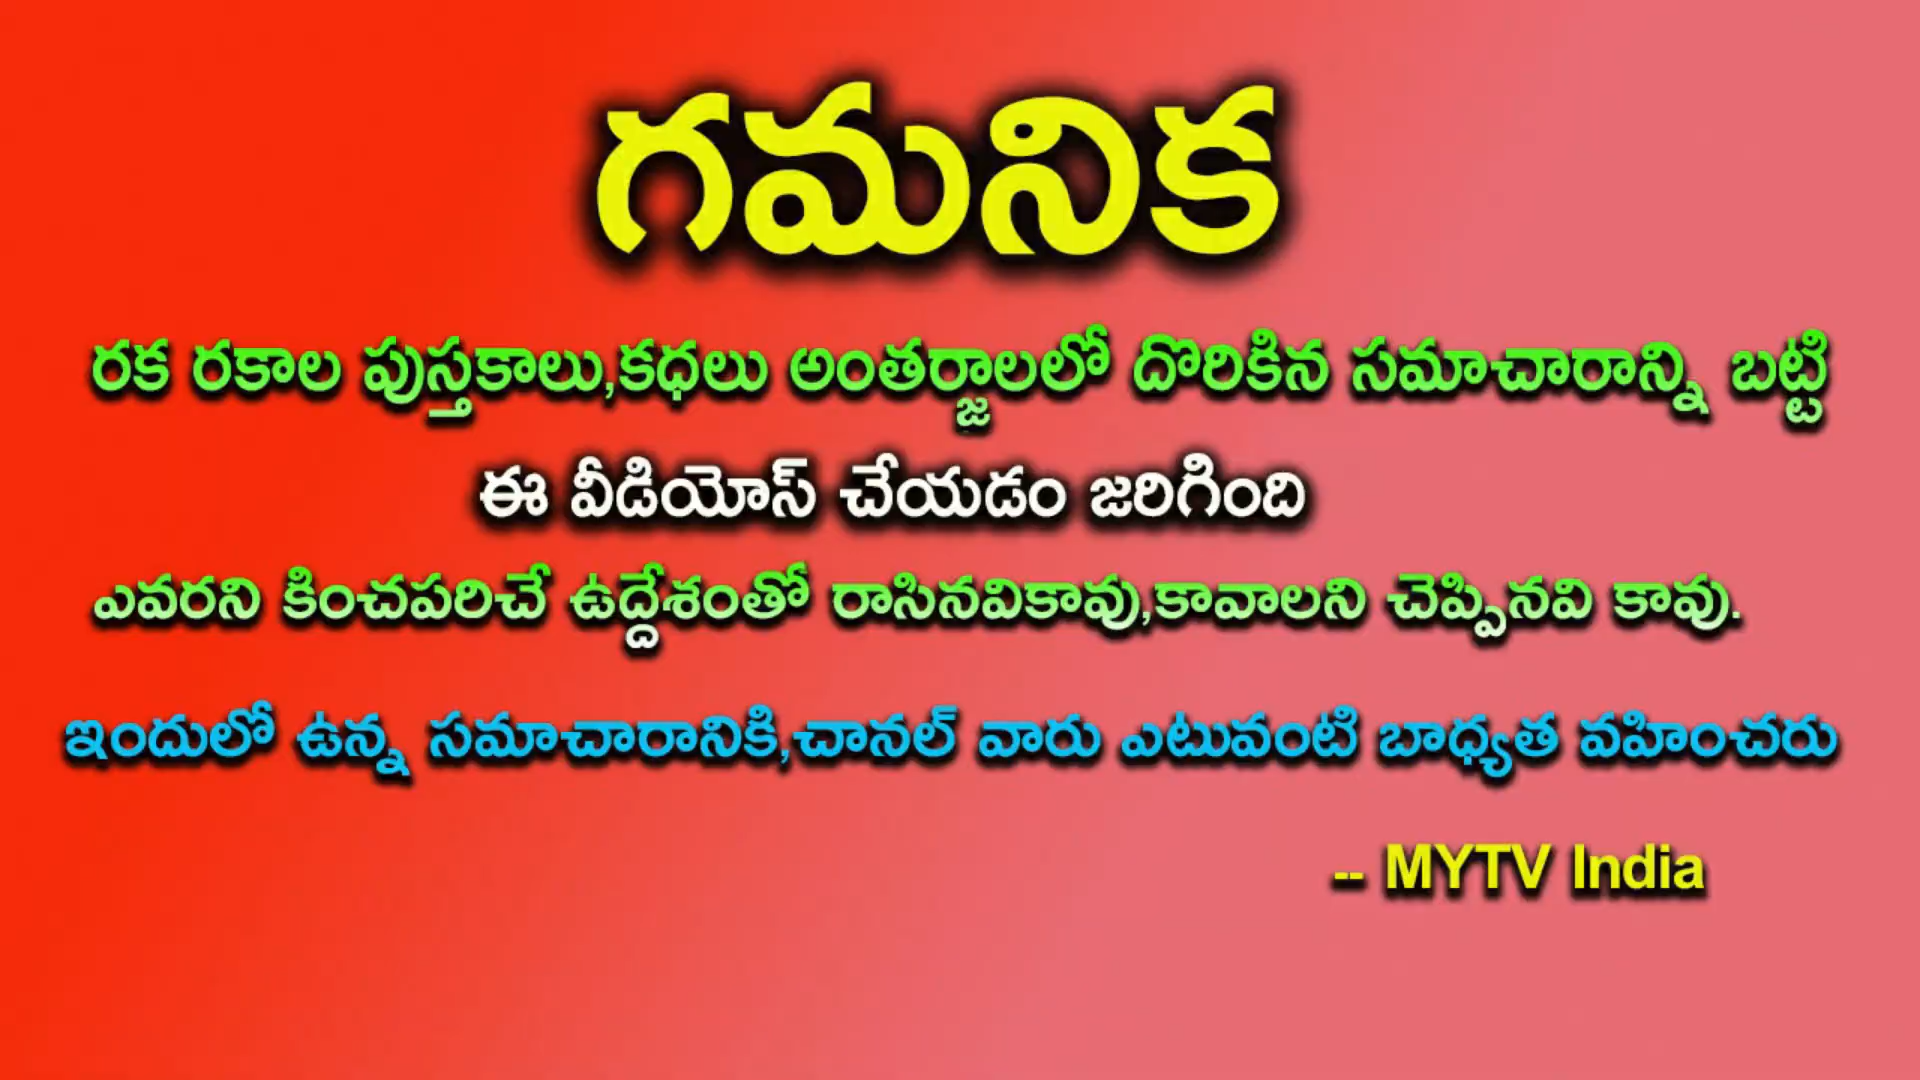 గమనిక
రక రకాల పుస్తకాలు,కధలు అంతర్జాలలో దొరికిన సమాచారాన్ని బట్టి
ఈ వీడియోస్ చేయడం జరిగింది
ఎవరని కించపరిచే ఉద్దేశంతో రాసినవికావు,కావాలని చెప్పినవి కావు.
ఇందులో ఉన్న సమాచారానికి,చానల్ వారు ఎటువంటి బాధ్యత వహించరు
-- MYTV India